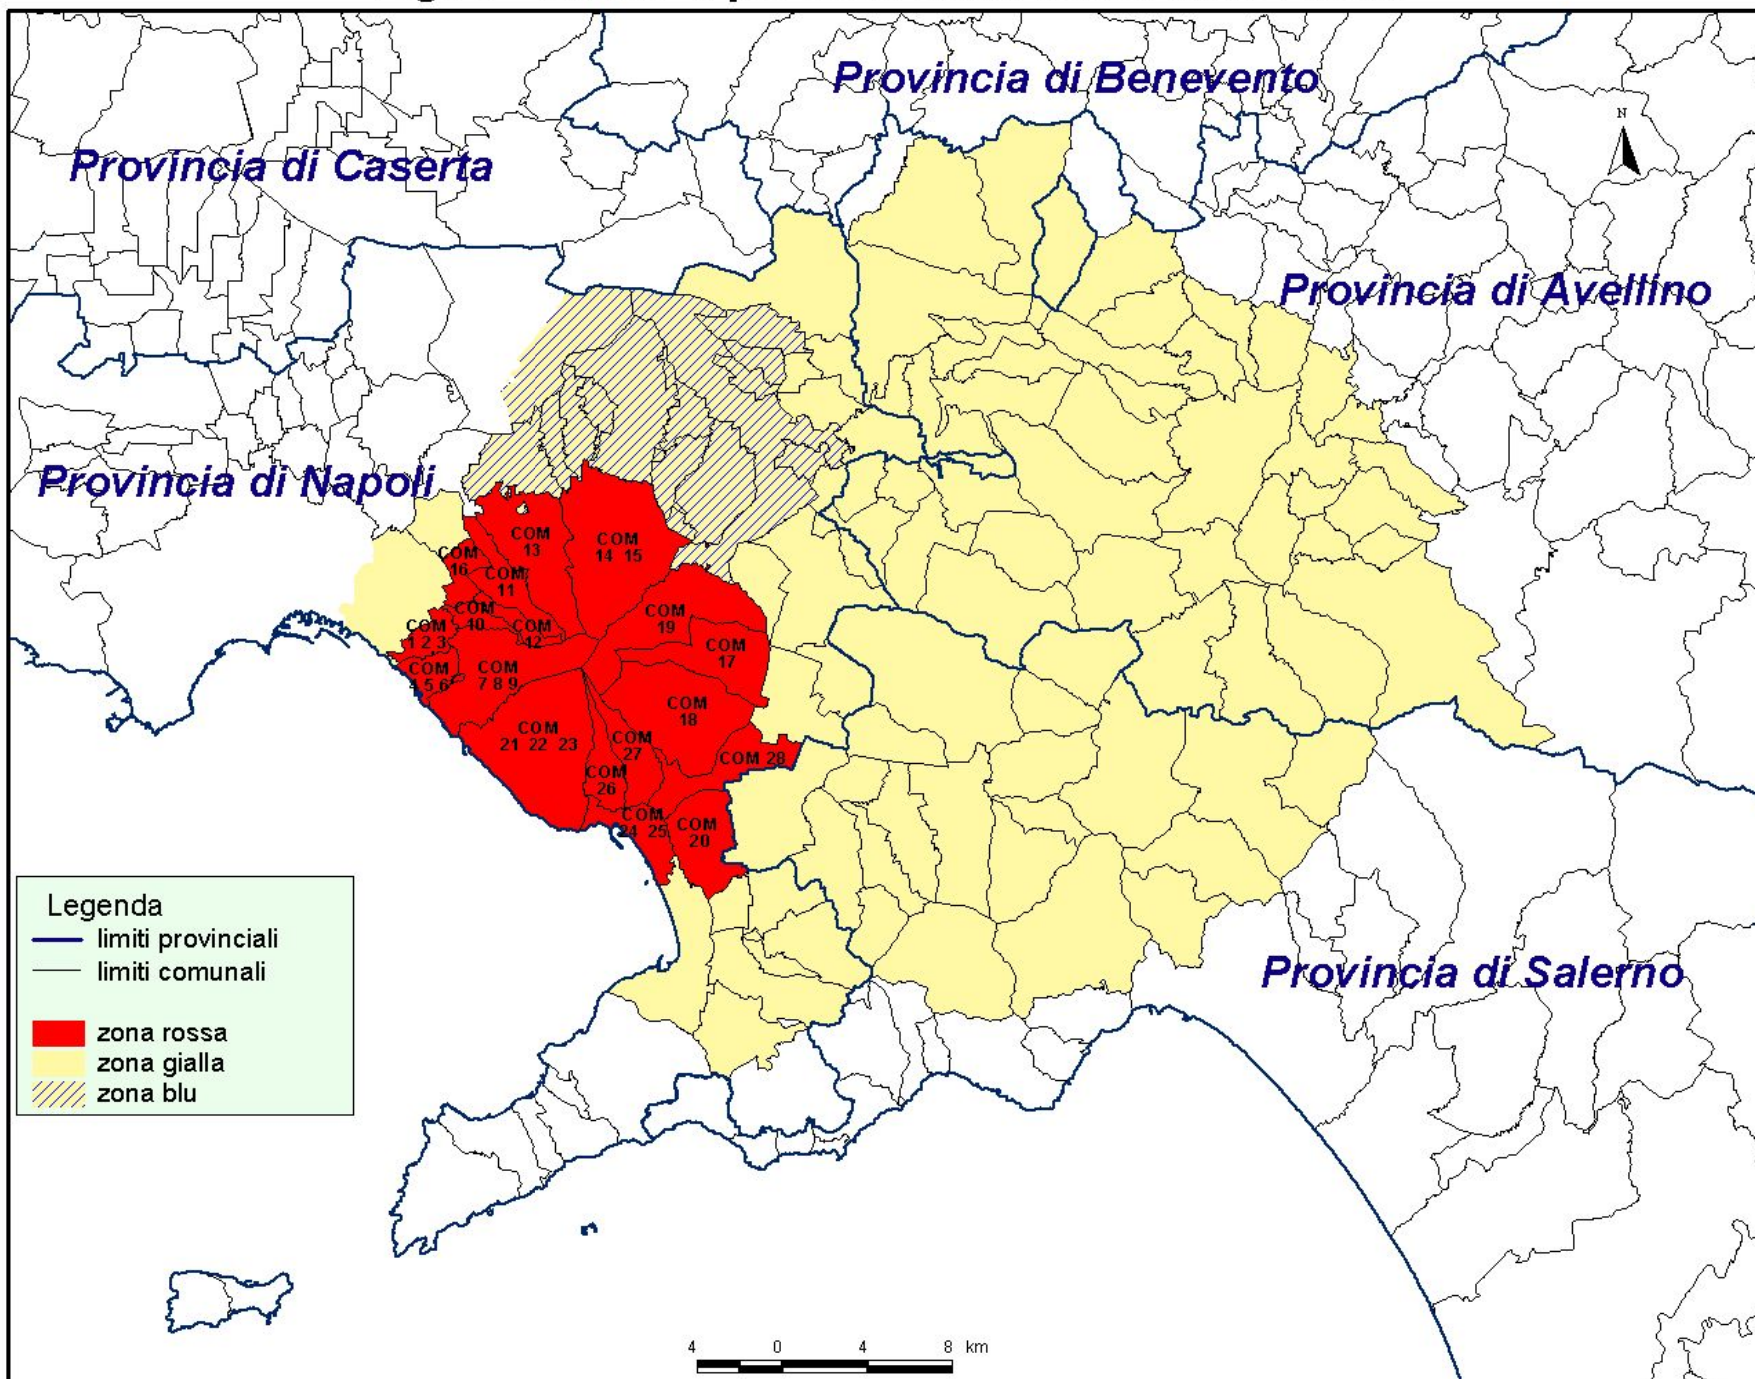 Provincia di Benevento
N
Provincia di Caserta
Provincia di Avellino
Provincia di Napoli
COM
13
COM
14 15
COM
16
COM
11
COM
10
COM
12
COM
19
COM
1 2 3
COM
17
COM
4 5 6
COM
7 8 9
COM
18
COM
21 22 23
COM
27
COM 28
COM
26
COM
24 25
COM
20
Legenda
limiti provinciali
limiti comunali
zona rossa
zona gialla
zona blu
Provincia di Salerno
4 0 4 8 km